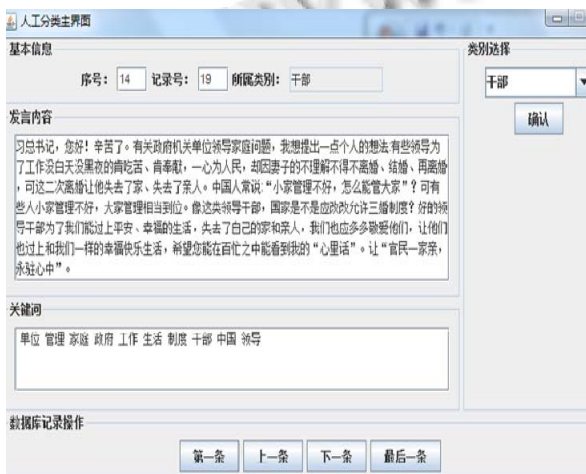 人工分类主界面
基本信息
序号： 14 记录号： 19 所属类别： 干部
类别选择
干部
确认
发言内容
习总书记，您好！辛苦了。有关政府机关单位领导家庭问题，我想提出一点个人的想法：有些领导为
了工作没白天没黑夜的肯吃苦、肯奉献，一心为人民，却因妻子的不理解不得不离婚、结婚、再离婚
，可这二次离婚让他失去了家、失去了亲人。中国人常说：“小家管理不好，怎么能管大家”？可有
些人小家管理不好，大家管理相当到位。像这类领导干部，国家是不是应改改允许三婚制度？好的领
导干部为了我们能过上平安、幸福的生活，失去了自己的家和亲人，我们也应多多敬爱他们，让他们
也过上和我们一样的幸福快乐生活，希望您能在百忙之中能看到我的“心里话”。让“官民一家亲，
永驻心中”。
关键词
单位 管理 家庭 政府 工作 生活 制度 干部 中国 领导
数据库记录操作
第一条 上一条 下一条 最后一条